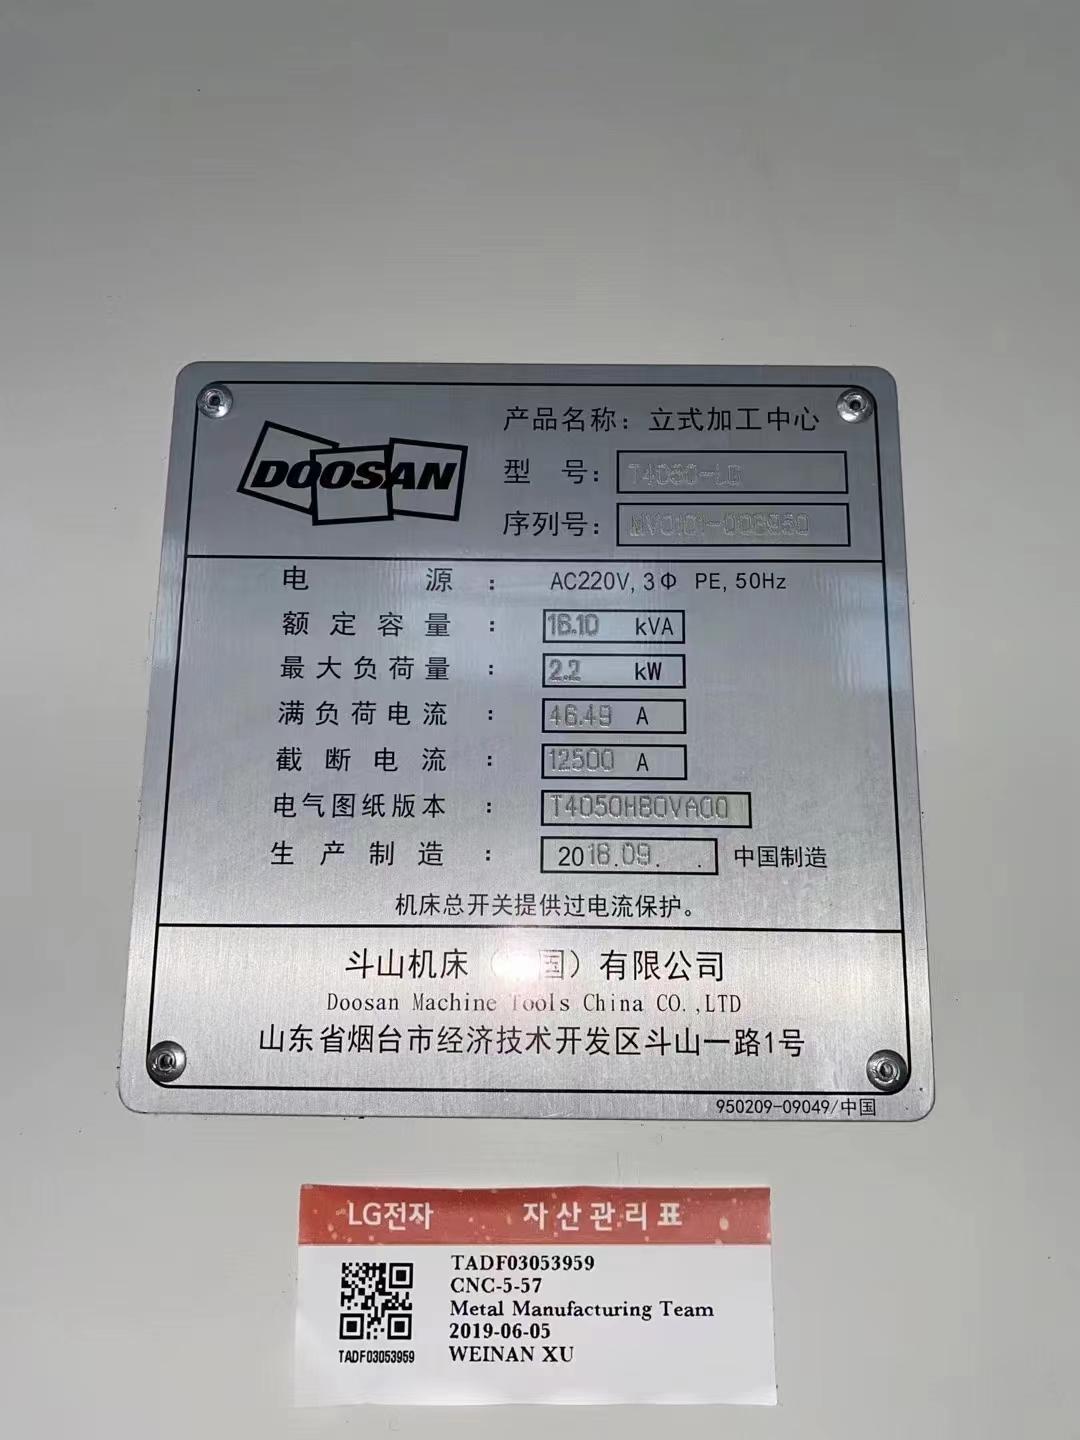 DOOSAN
产品名称：立式加工中心
型 号：
序列号：
电 源 ： AC220V, 3Φ PE, 50Hz
额定容量 ： 16.10 kVA
最大负荷量 ： 2.2 kW
满负荷电流 ： 46.49 A
截断电流 ： 12500 A
电气图纸版本 ： T4050HB0VA00
生产制造 ： 2018.09. . 中国制造
机床总开关提供过电流保护。
斗山机床（ 国）有限公司
Doosan Machine Tools China CO.,LTD
山东省烟台市经济技术开发区斗山一路1号
950209-09049/中国
LG전자 자산관리표
TADF03053959
CNC-5-57
Metal Manufacturing Team
2019-06-05
WEINAN XU
TADF03053959